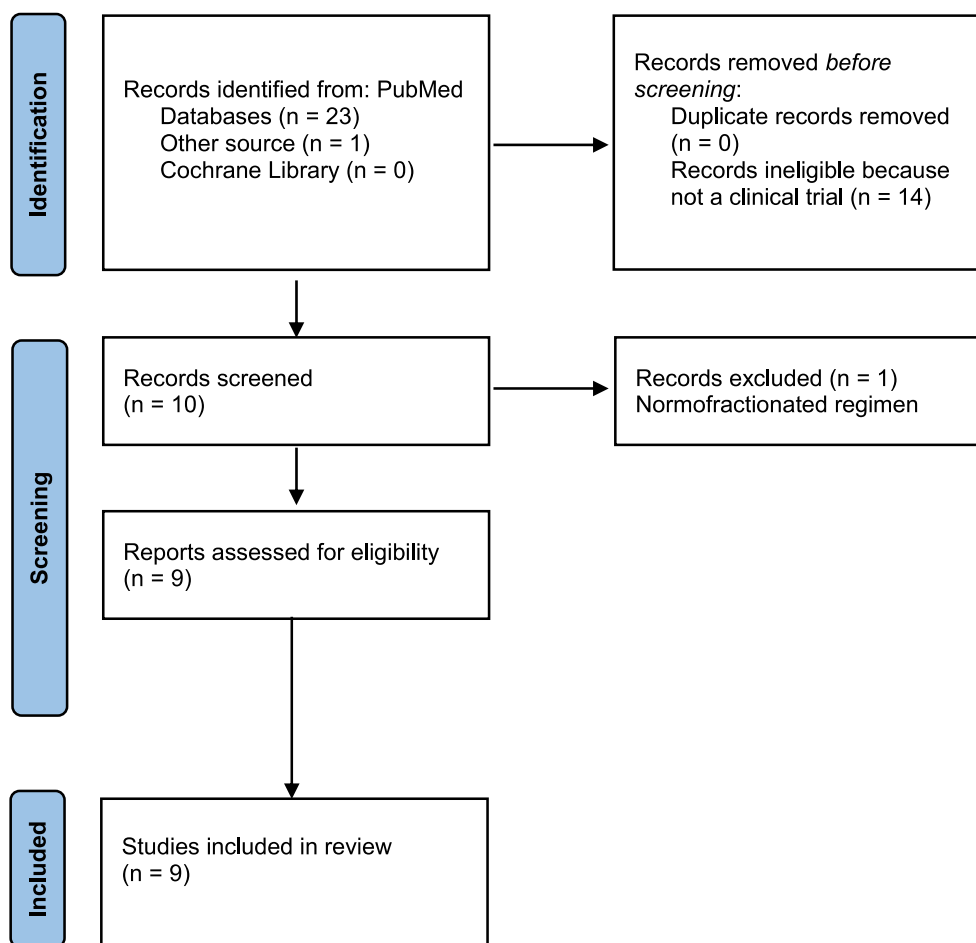 Identification
Records identified from: PubMed
Databases (n = 23)
Other source (n = 1)
Cochrane Library (n = 0)
Records removed before
screening:
Duplicate records removed
(n = 0)
Records ineligible because
not a clinical trial (n = 14)
Screening
Records screened
(n = 10)
Records excluded (n = 1)
Normofractionated regimen
Reports assessed for eligibility
(n = 9)
Included
Studies included in review
(n = 9)